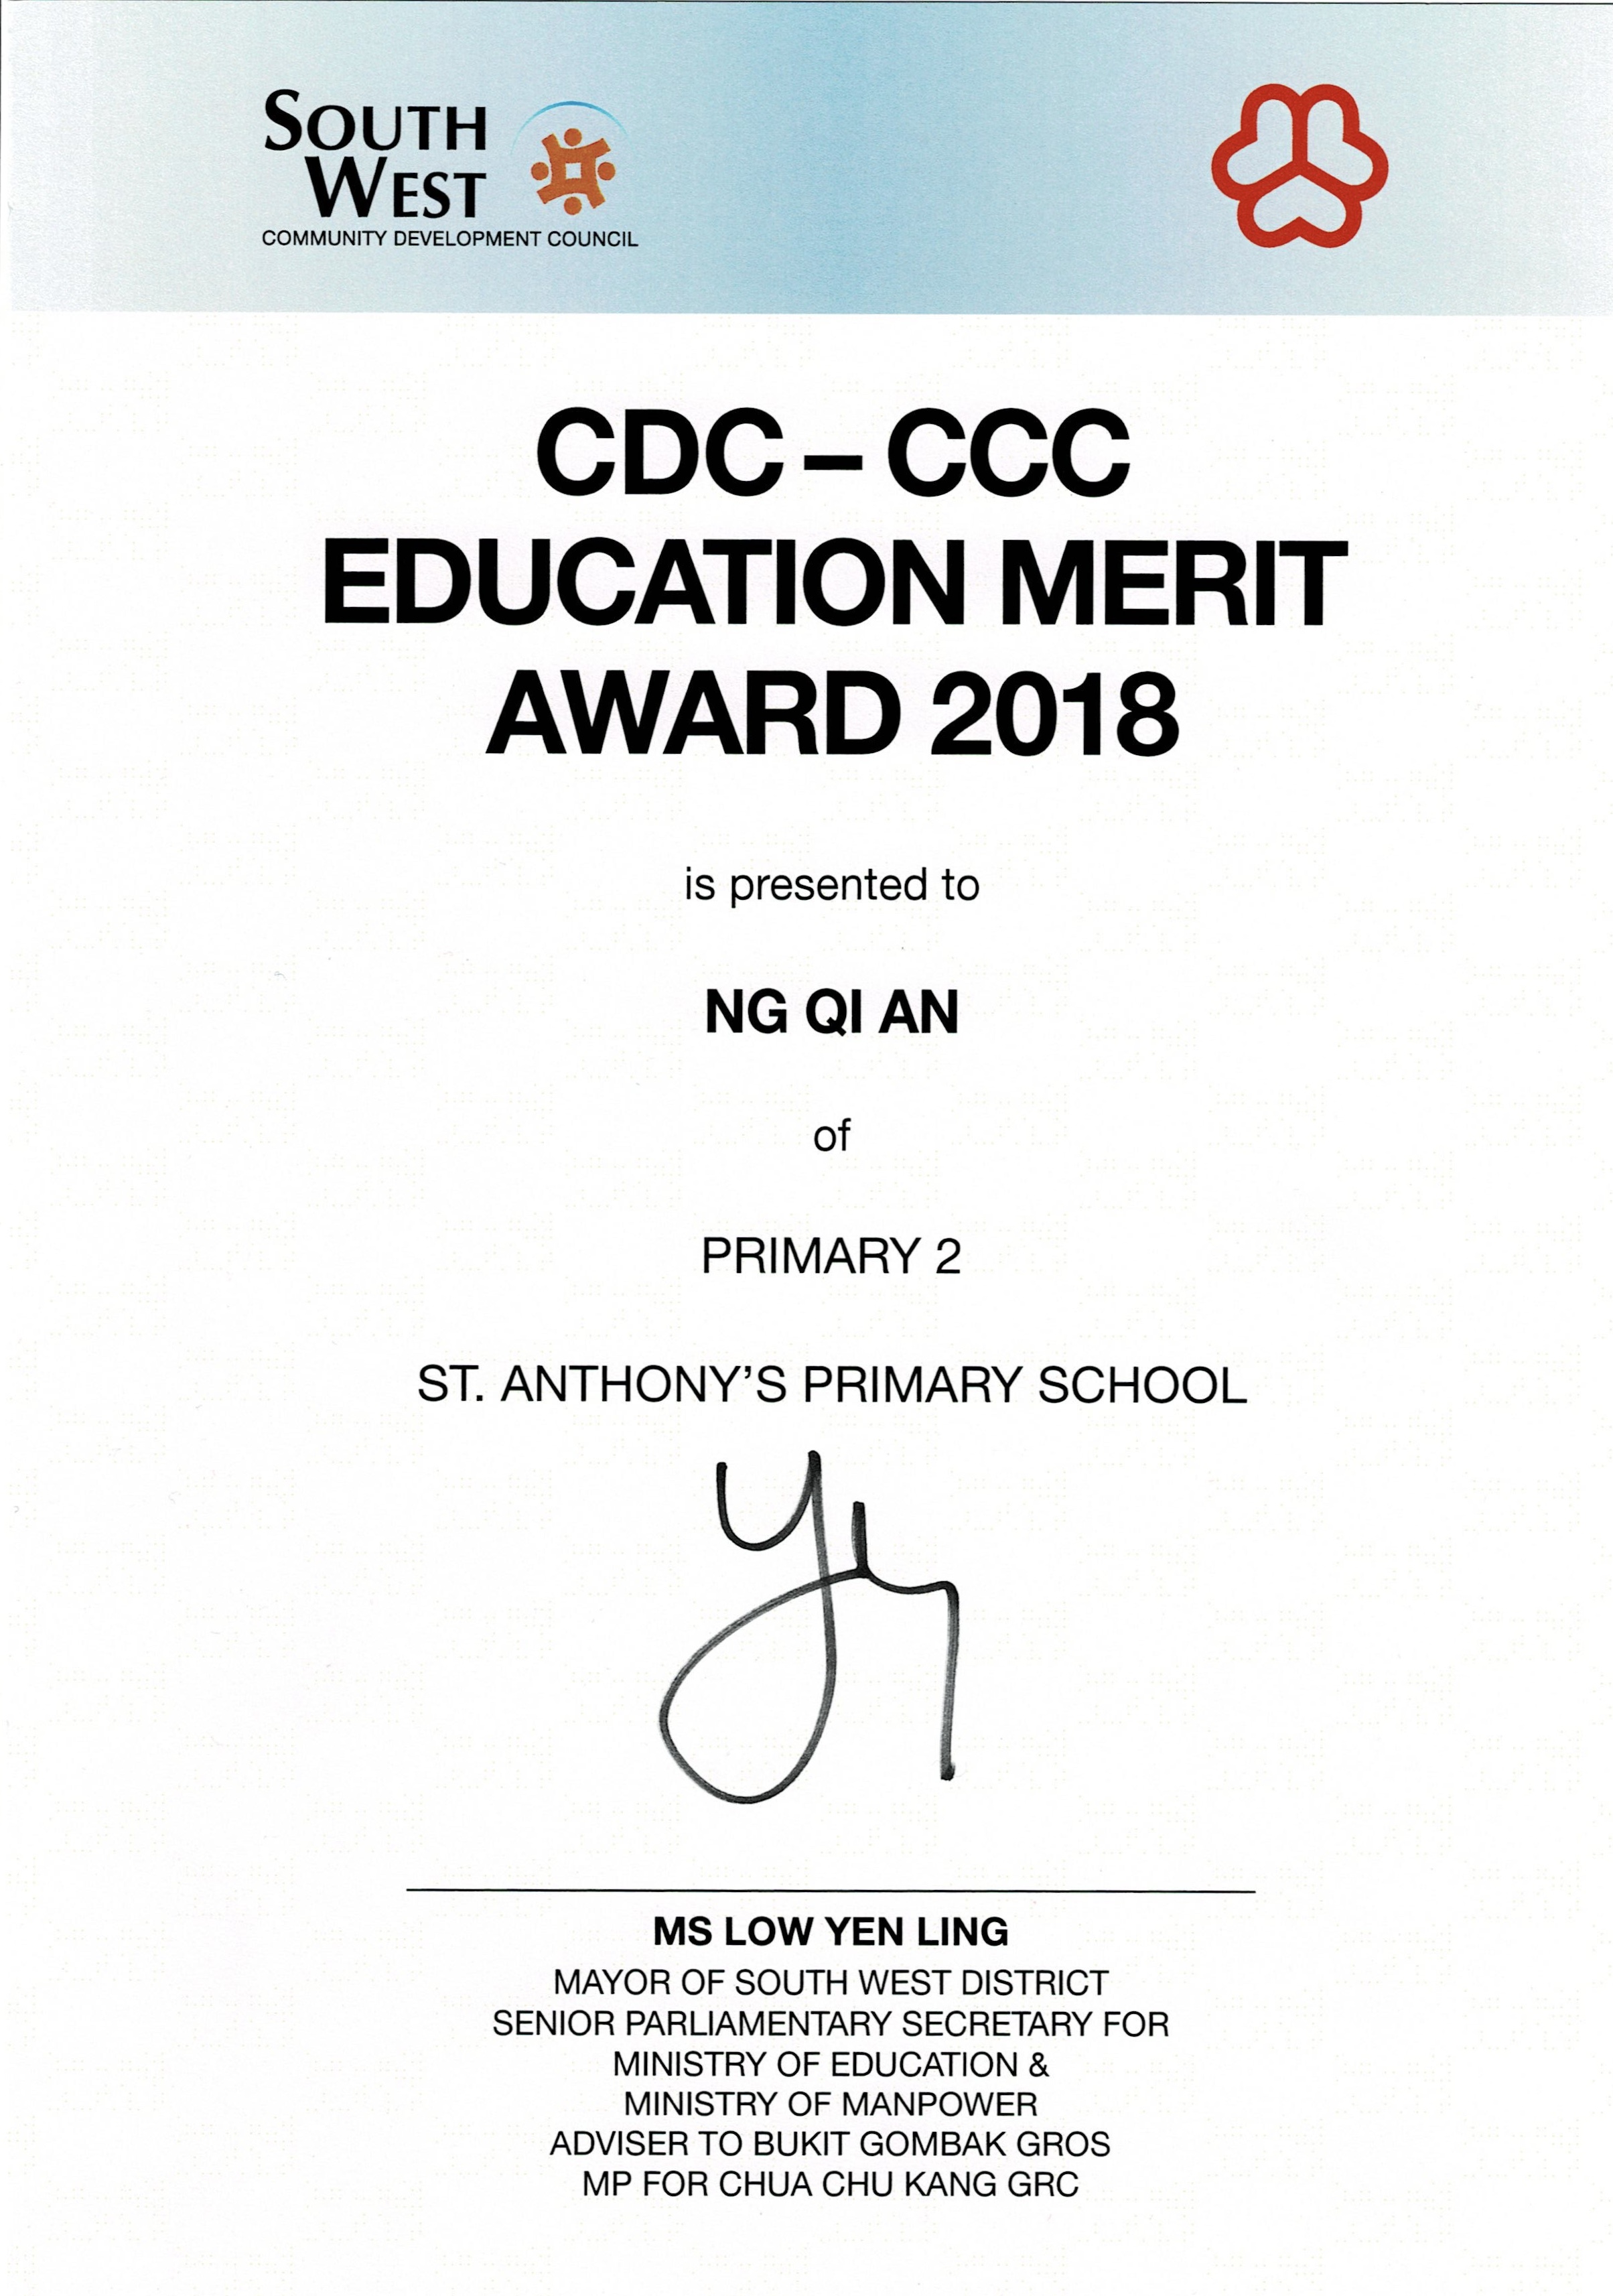 SOUTH
WEST
COMMUNITY DEVELOPMENT COUNCIL
CDC – CCC
EDUCATION MERIT
AWARD 2018
is presented to
NG QI AN
of
PRIMARY 2
ST. ANTHONY’S PRIMARY SCHOOL
MS LOW YEN LING
MAYOR OF SOUTH WEST DISTRICT
SENIOR PARLIAMENTARY SECRETARY FOR
MINISTRY OF EDUCATION &
MINISTRY OF MANPOWER
ADVISER TO BUKIT GOMBAK GROS
MP FOR CHUA CHU KANG GRC